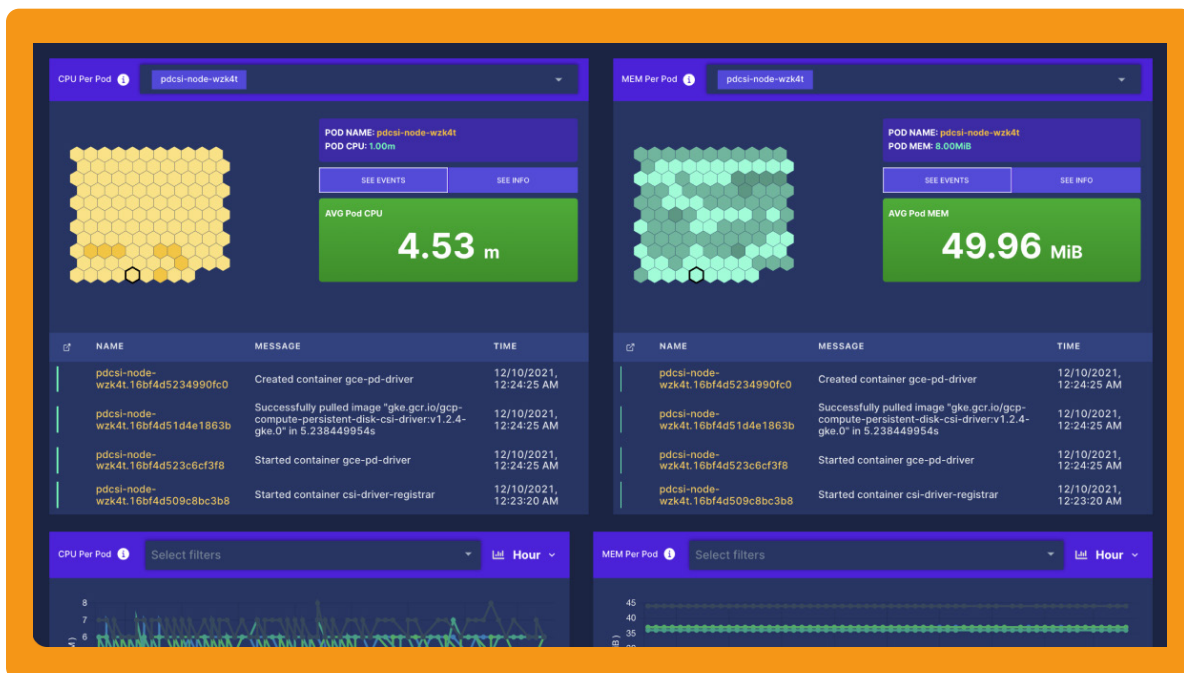 CPU Per Pod i pdcsi-node-wzk4t
POD NAME: pdcsi-node-wzk4t
POD CPU: 1.00m
SEE EVENTS SEE INFO
AVG Pod CPU
4.53 m
NAME MESSAGE TIME
pdcsi-node-
wzk4t.16bf4d5234990fc0
Created container gce-pd-driver
12/10/2021,
12:24:25 AM
pdcsi-node-
wzk4t.16bf4d51d4e1863b
Successfully pulled image "gke.gcr.io/gcp-
compute-persistent-disk-csi-driver:v1.2.4-
gke.0" in 5.238449954s
12/10/2021,
12:24:25 AM
pdcsi-node-
wzk4t.16bf4d523c6cf3f8
Started container gce-pd-driver
12/10/2021,
12:24:25 AM
pdcsi-node-
wzk4t.16bf4d509c8bc3b8
Started container csi-driver-registrar
12/10/2021,
12:23:20 AM
MEM Per Pod i pdcsi-node-wzk4t
POD NAME: pdcsi-node-wzk4t
POD MEM: 8.00MiB
SEE EVENTS SEE INFO
AVG Pod MEM
49.96 MiB
NAME MESSAGE TIME
pdcsi-node-
wzk4t.16bf4d5234990fc0
Created container gce-pd-driver
12/10/2021,
12:24:25 AM
pdcsi-node-
wzk4t.16bf4d51d4e1863b
Successfully pulled image "gke.gcr.io/gcp-
compute-persistent-disk-csi-driver:v1.2.4-
gke.0" in 5.238449954s
12/10/2021,
12:24:25 AM
pdcsi-node-
wzk4t.16bf4d523c6cf3f8
Started container gce-pd-driver
12/10/2021,
12:24:25 AM
pdcsi-node-
wzk4t.16bf4d509c8bc3b8
Started container csi-driver-registrar
12/10/2021,
12:23:20 AM
CPU Per Pod i Select filters Hour
8
7
6
MEM Per Pod i Select filters Hour
45
40
35